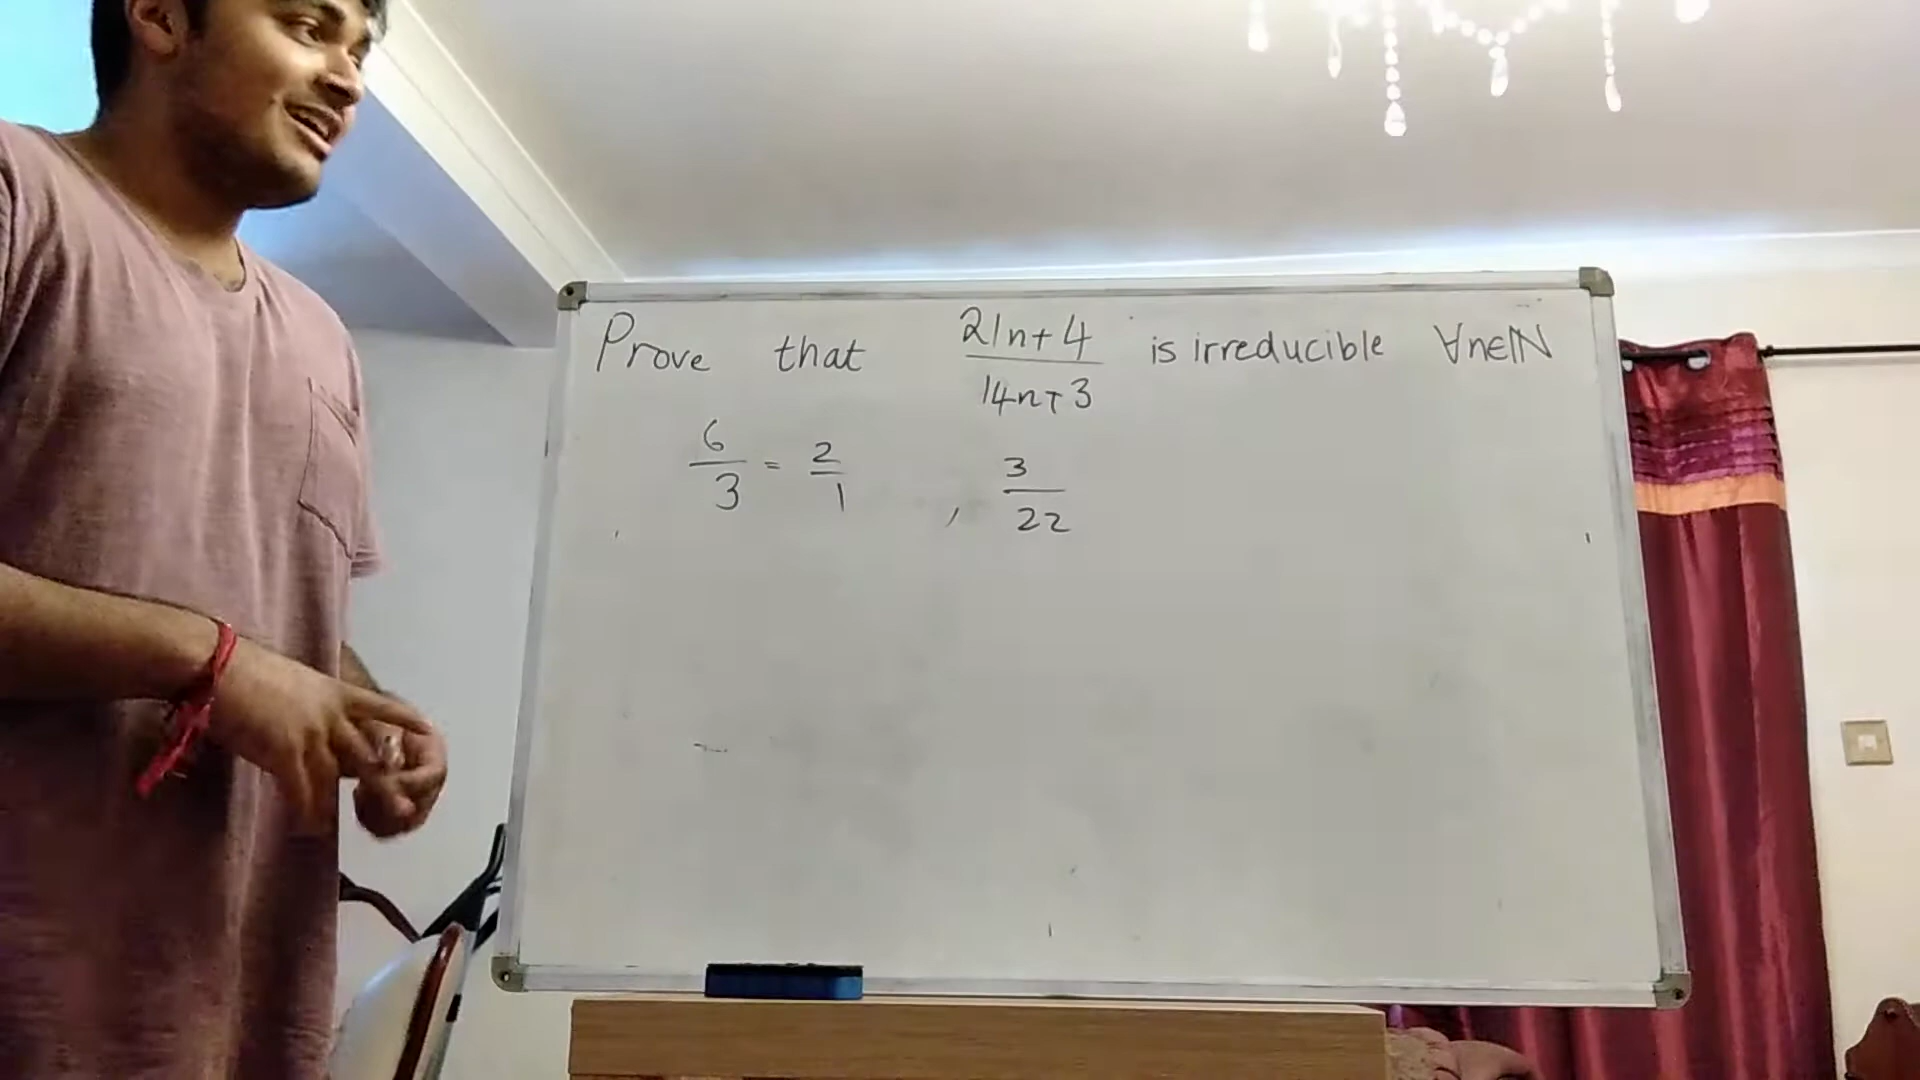 Prove that 21n+4/14n+3 is irreducible ∀n∈ℕ
6/3 = 2/1 , 3/22